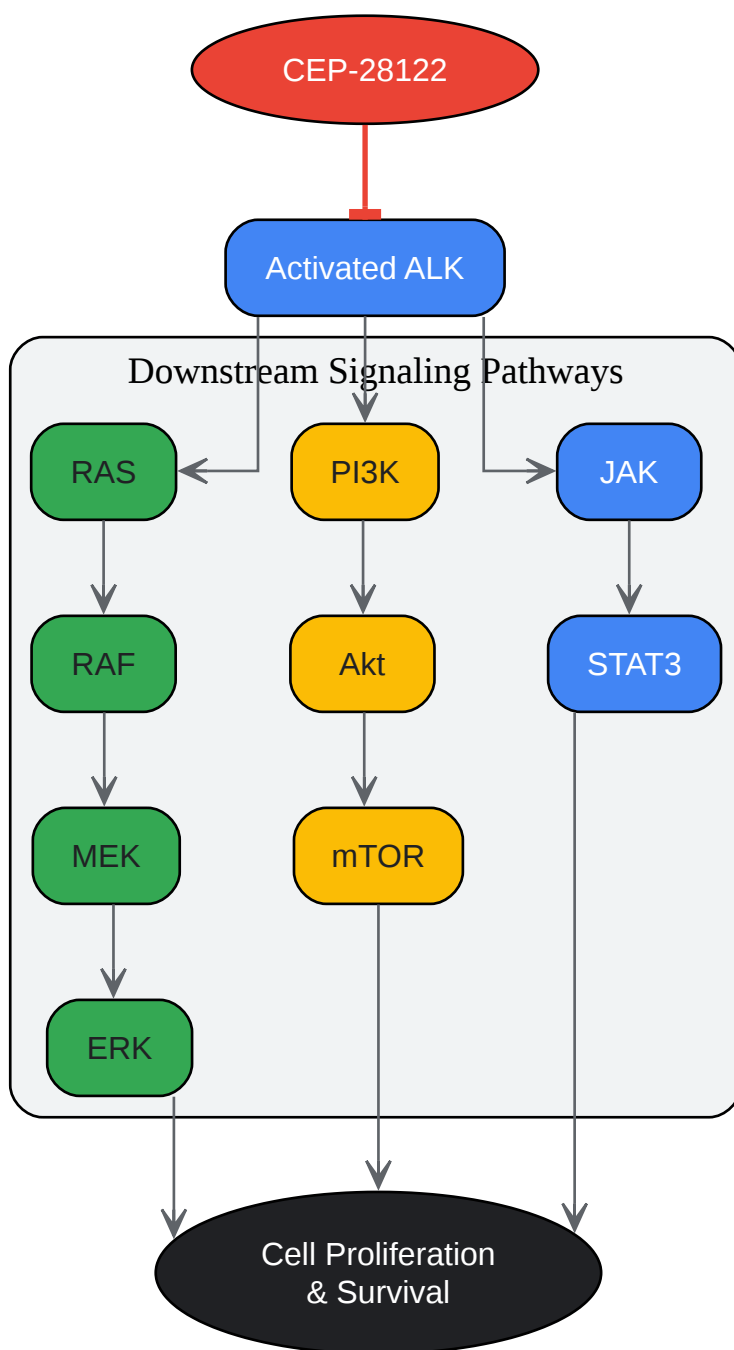 CEP-28122
Activated ALK
Downstream Signaling Pathways
RAS
PI3K
JAK
RAF
Akt
STAT3
MEK
mTOR
ERK
Cell Proliferation
& Survival